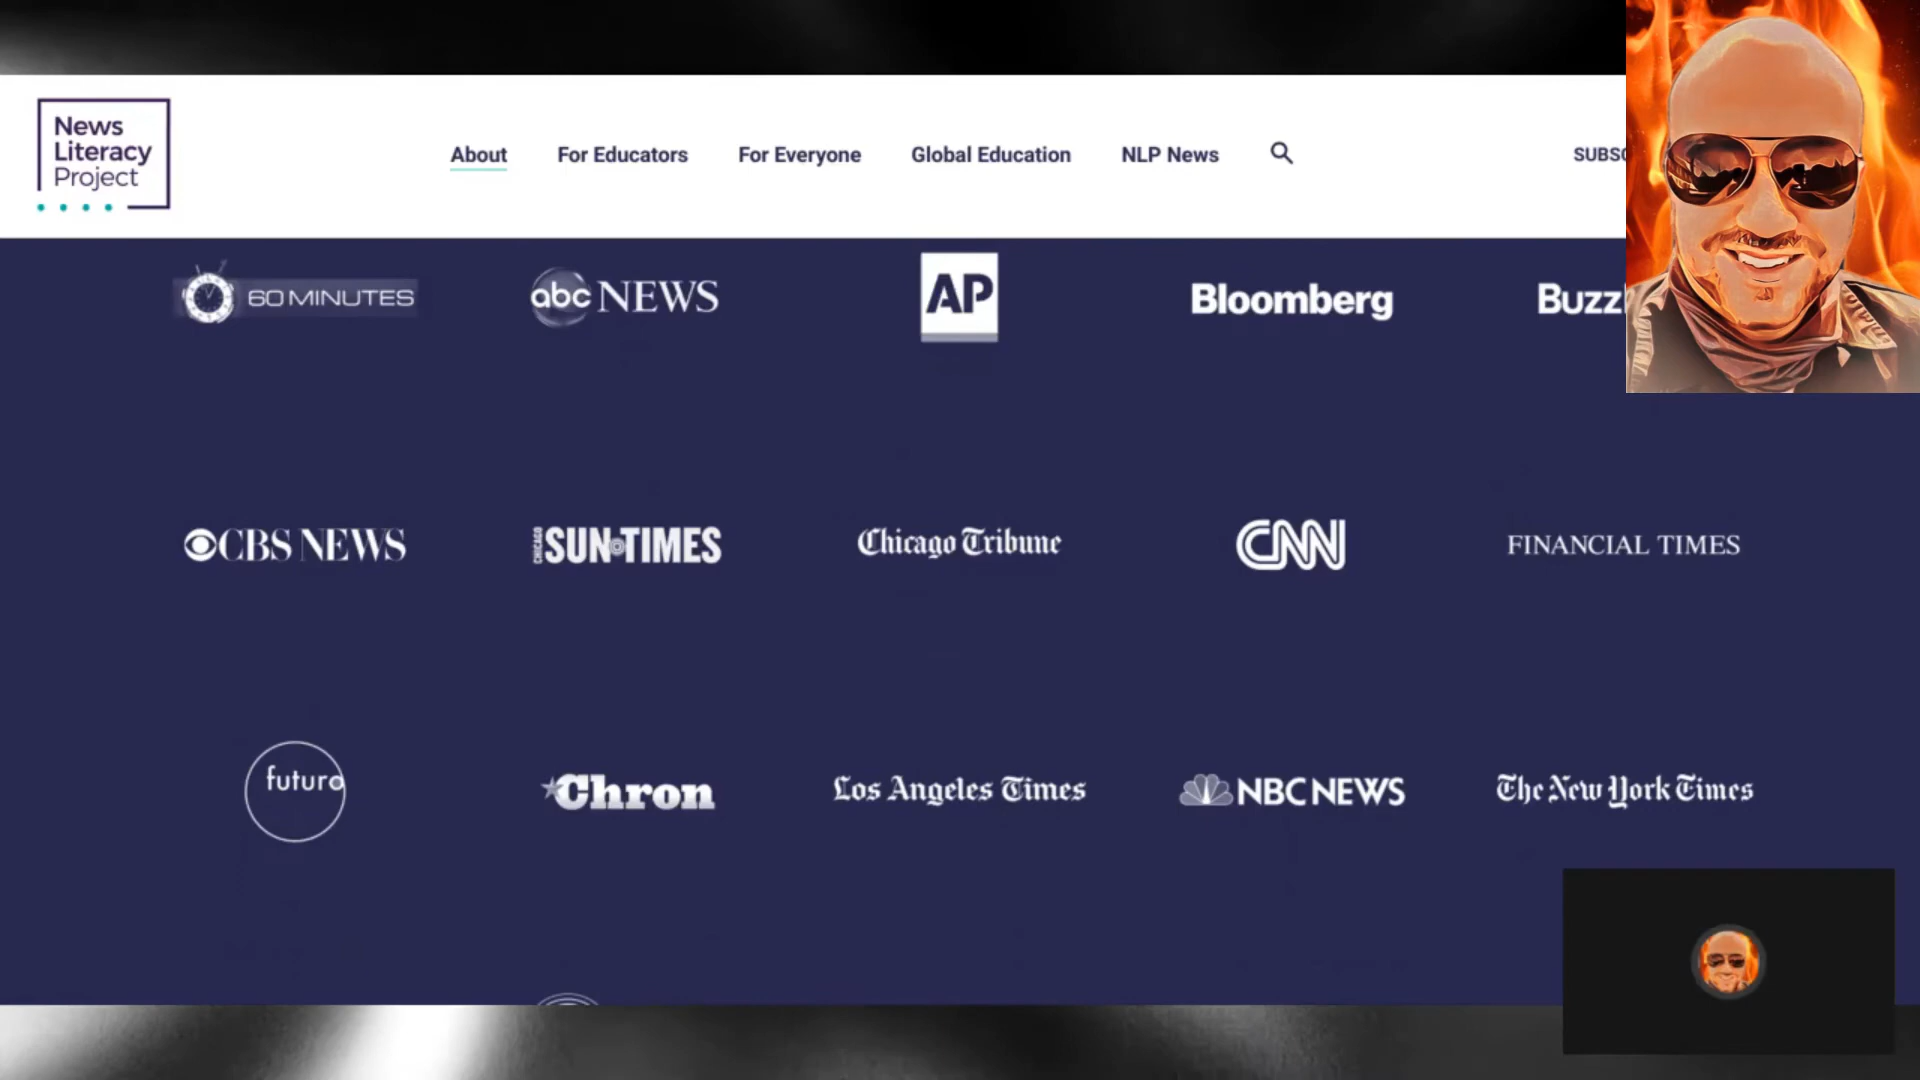 News
Literacy
Project
About
For Educators
For Everyone
Global Education
NLP News
60 MINUTES
abc NEWS
AP
Bloomberg
CBS NEWS
CHICAGO SUN-TIMES
Chicago Tribune
CNN
FINANCIAL TIMES
futuro
Chron
Los Angeles Times
NBC NEWS
The New York Times